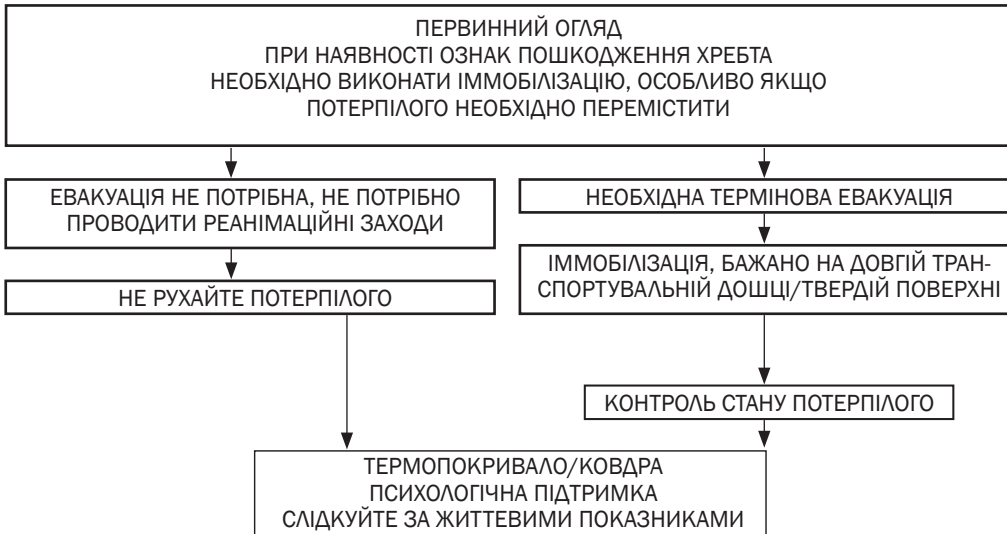 ПЕРВИННИЙ ОГЛЯД
ПРИ НАЯВНОСТІ ОЗНАК ПОШКОДЖЕННЯ ХРЕБТА
НЕОБХІДНО ВИКОНАТИ ІММОБІЛІЗАЦІЮ, ОСОБЛИВО ЯКЩО
ПОТЕРПІЛОГО НЕОБХІДНО ПЕРЕМІСТИТИ
ЕВАКУАЦІЯ НЕ ПОТРІБНА, НЕ ПОТРІБНО
ПРОВОДИТИ РЕАНІМАЦІЙНІ ЗАХОДИ
НЕ РУХАЙТЕ ПОТЕРПІЛОГО
НЕОБХІДНА ТЕРМІНОВА ЕВАКУАЦІЯ
ІММОБІЛІЗАЦІЯ, БАЖАНО НА ДОВГІЙ ТРАН-
СПОРТУВАЛЬНІЙ ДОШЦІ/ТВЕРДІЙ ПОВЕРХНІ
КОНТРОЛЬ СТАНУ ПОТЕРПІЛОГО
ТЕРМОПОКРИВАЛО/КОВДРА
ПСИХОЛОГІЧНА ПІДТРИМКА
СЛІДКУЙТЕ ЗА ЖИТТЕВИМИ ПОКАЗНИКАМИ